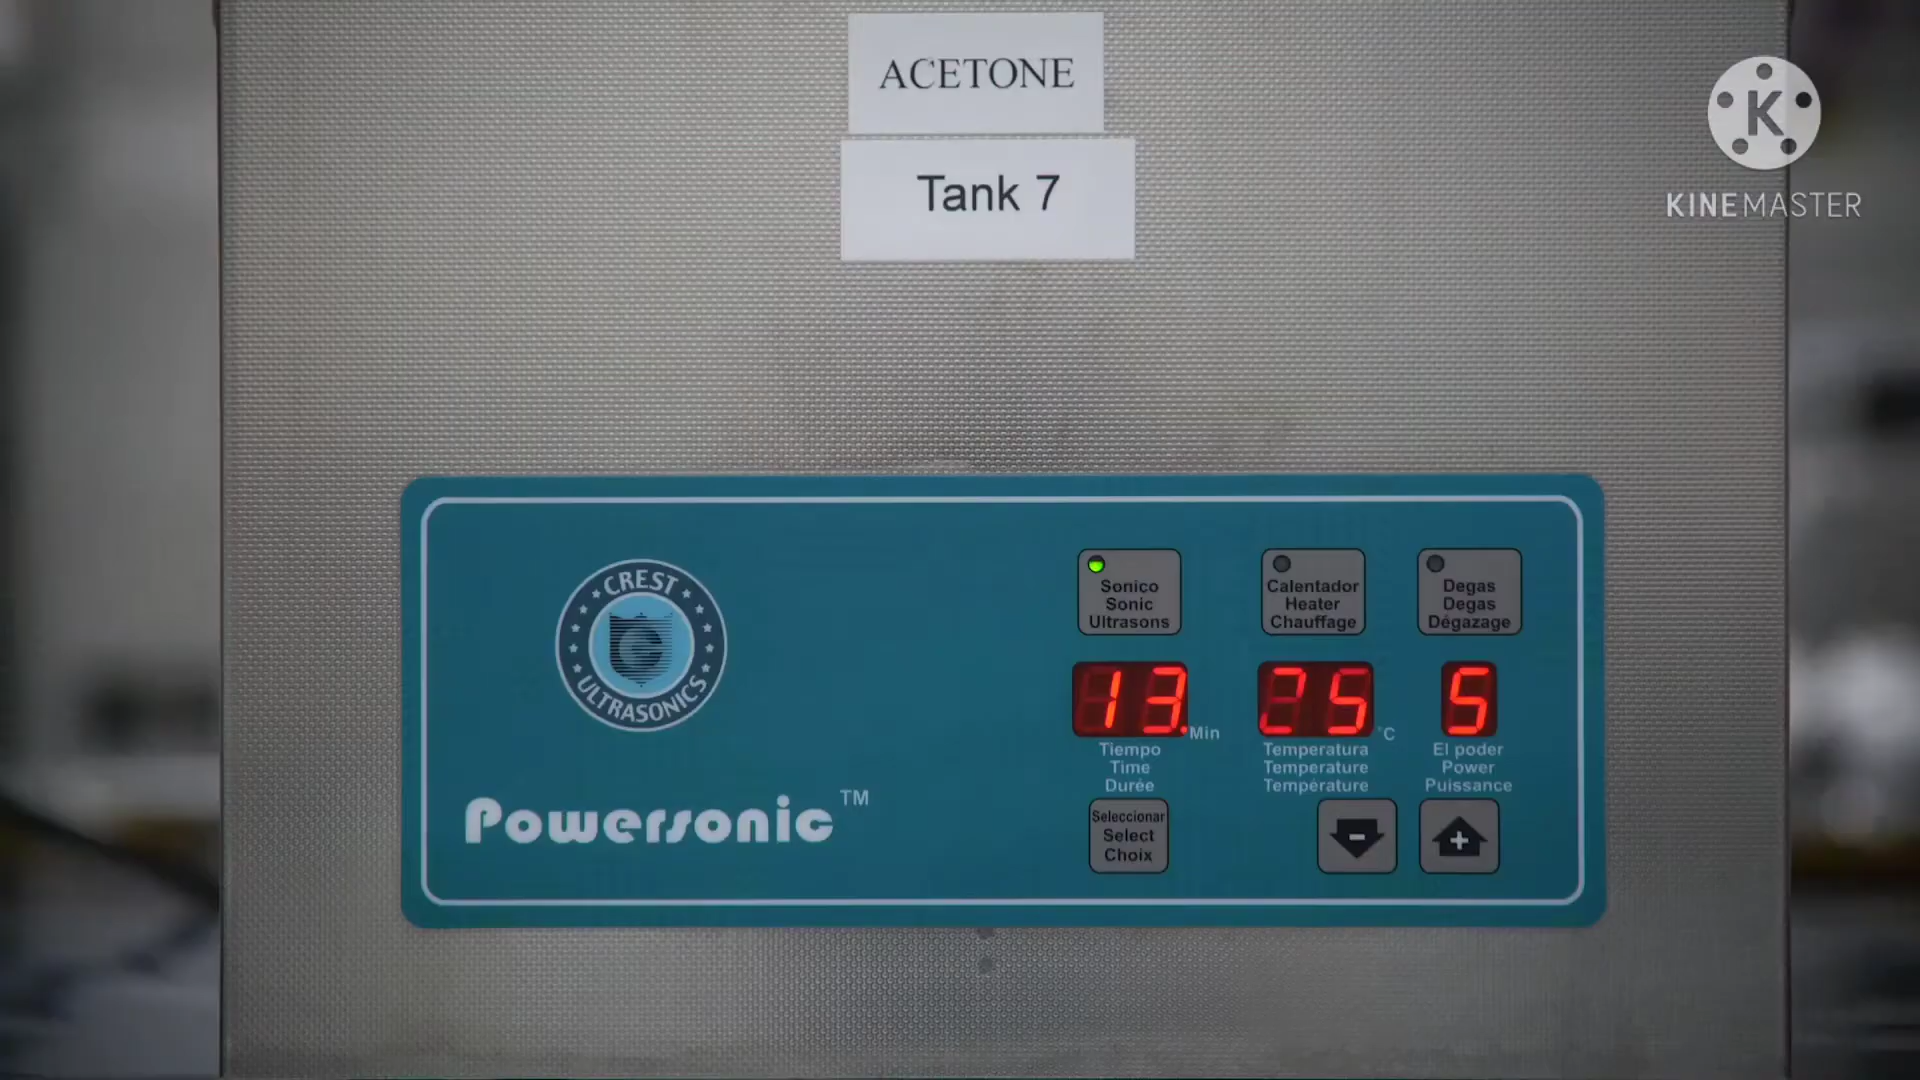 ACETONE
Tank 7
K
KINEMASTER
CREST
ULTRASONICS
Powersonic™
Sonico
Sonic
Ultrasons
Calentador
Heater
Chauffage
Degas
Degas
Dégazage
13. Min
25 °C
5
Tiempo
Time
Durée
Temperatura
Temperature
Température
El poder
Power
Puissance
Seleccionar
Select
Choix
-
+